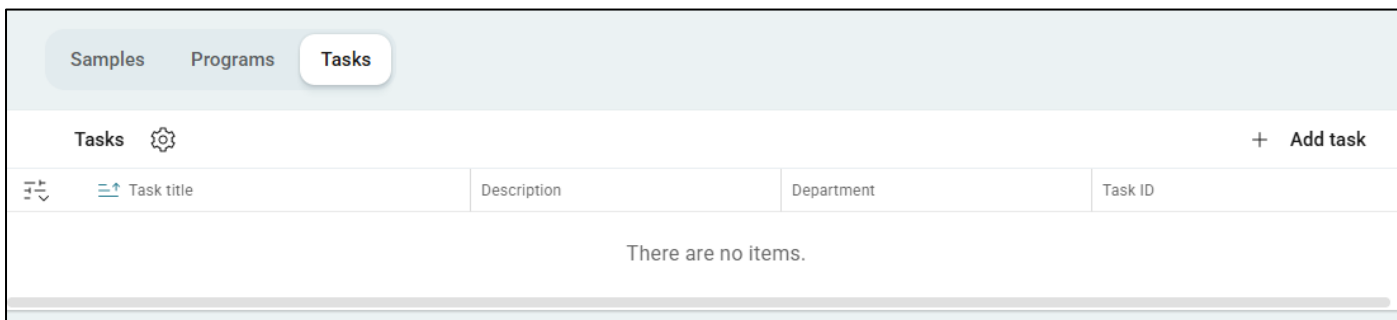 Samples Programs Tasks
Tasks + Add task
Task title Description Department Task ID
There are no items.